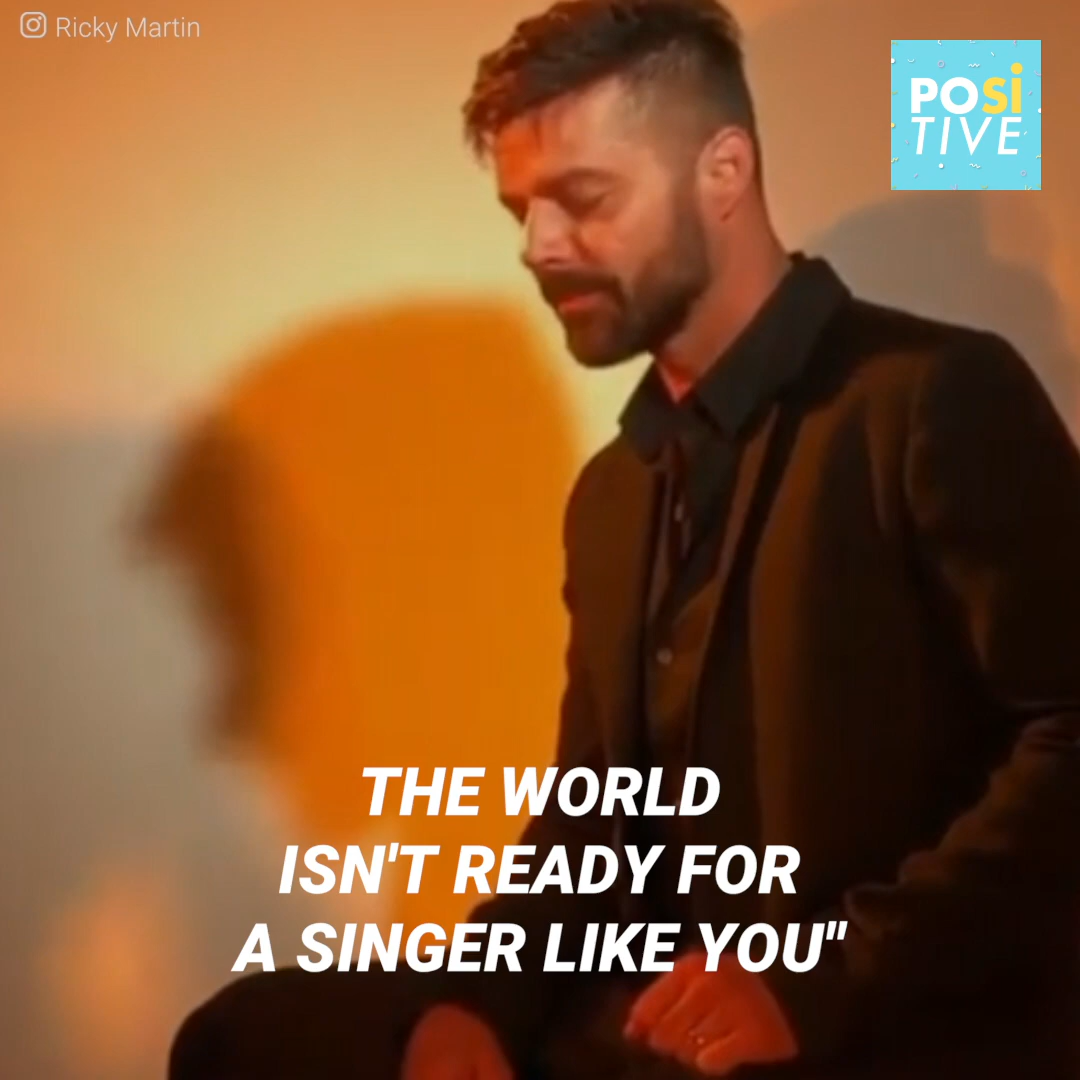 Ricky Martin
POSi
TIVE
THE WORLD
ISN'T READY FOR
A SINGER LIKE YOU"